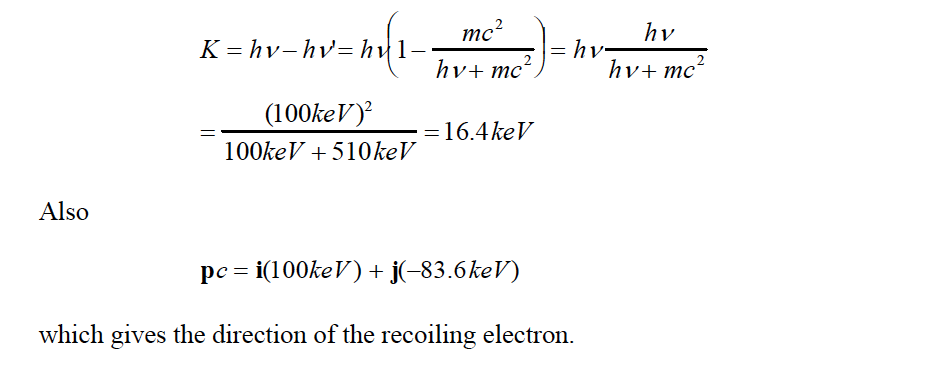 K = hν – hν' = hν(1 – mc²/(hν + mc²)) = hν hν/(hν + mc²)
= (100keV)²/(100keV + 510keV) = 16.4keV
Also
pc = i(100keV) + j(–83.6keV)
which gives the direction of the recoiling electron.